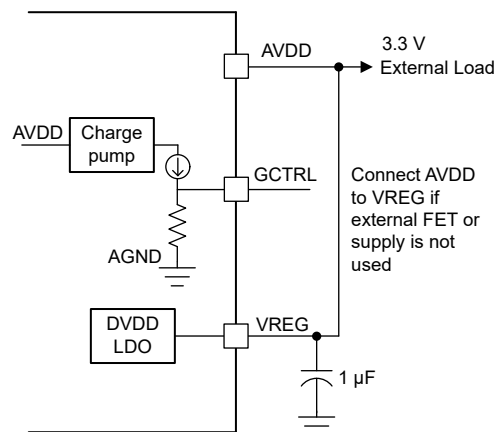 AVDD
3.3 V
External Load
AVDD
Charge
pump
GCTRL
Connect AVDD
to VREG if
external FET or
supply is not
used
AGND
DVDD
LDO
VREG
1 µF